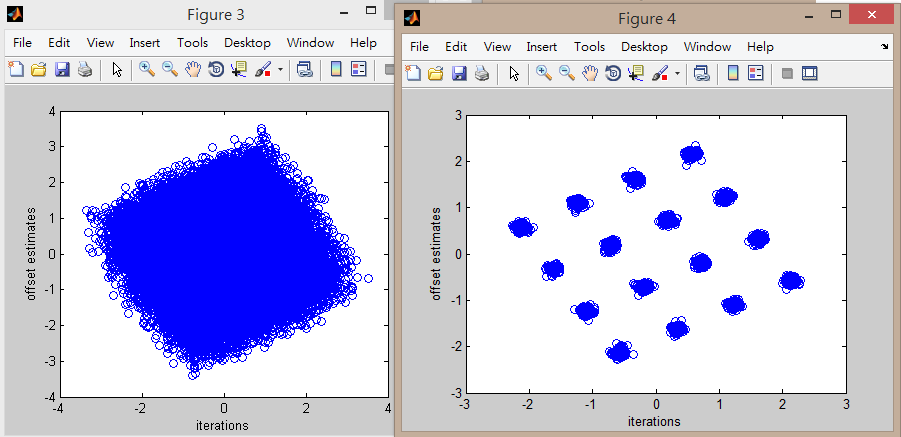 Figure 3
File Edit View Insert Tools Desktop Window Help
4
3
2
1
0
-1
-2
-3
-4
offset estimates
-4 -2 0 2 4
iterations
Figure 4
File Edit View Insert Tools Desktop Window Help
3
2
1
0
-1
-2
-3
offset estimates
-3 -2 -1 0 1 2 3
iterations